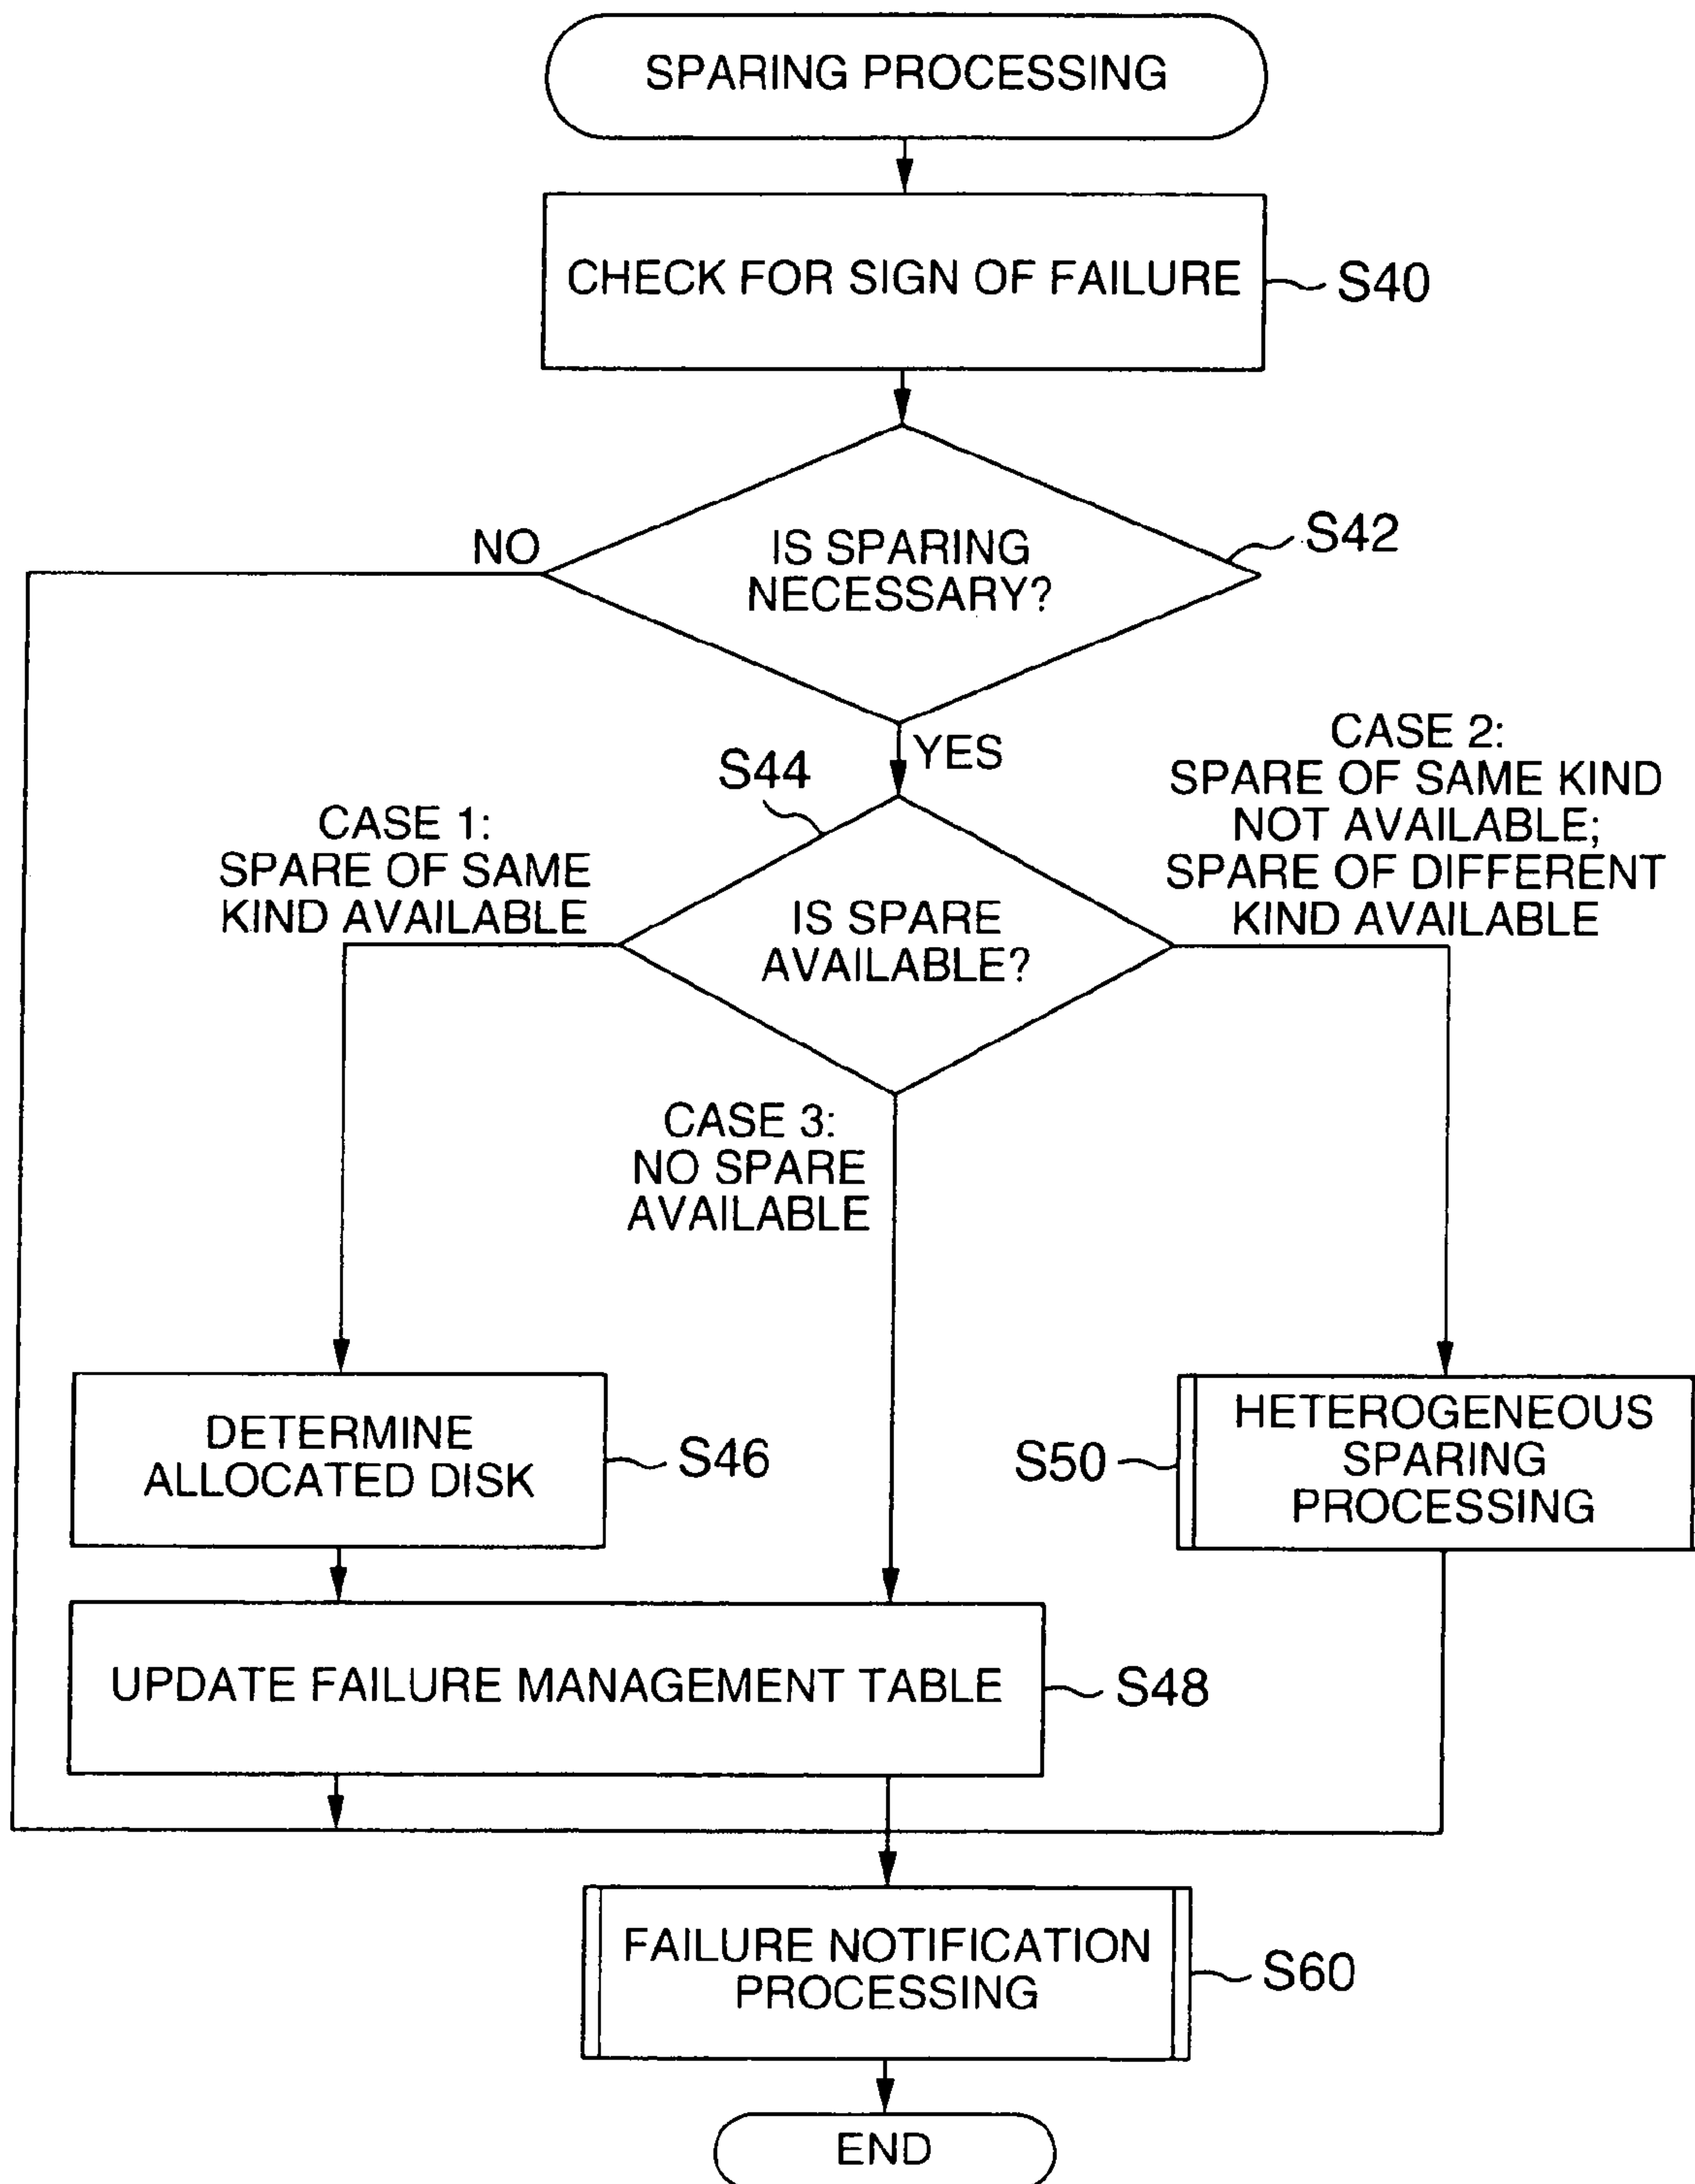 SPARING PROCESSING
CHECK FOR SIGN OF FAILURE
S40
NO
IS SPARING
NECESSARY?
S42
YES
S44
CASE 1:
SPARE OF SAME
KIND AVAILABLE
IS SPARE
AVAILABLE?
CASE 2:
SPARE OF SAME KIND
NOT AVAILABLE;
SPARE OF DIFFERENT
KIND AVAILABLE
CASE 3:
NO SPARE
AVAILABLE
DETERMINE
ALLOCATED DISK
S46
S50
HETEROGENEOUS
SPARING
PROCESSING
UPDATE FAILURE MANAGEMENT TABLE
S48
FAILURE NOTIFICATION
PROCESSING
S60
END